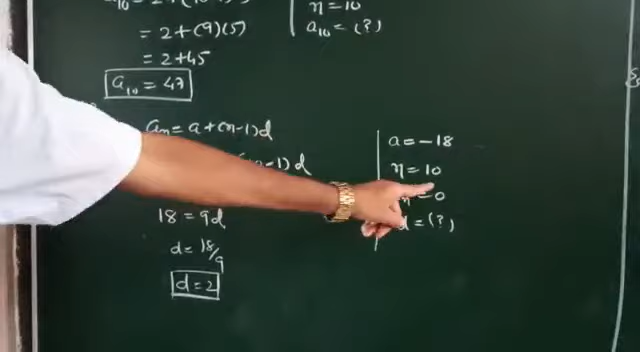 = 2+(9)(5)
= 2+45
a₁₀ = 47
n = 10
a₁₀ = (?)
aₙ = a+(n-1)d
-1)d
18 = 9d
d = 18/9
d = 2
a = -18
n = 10
= 0
d = (?)